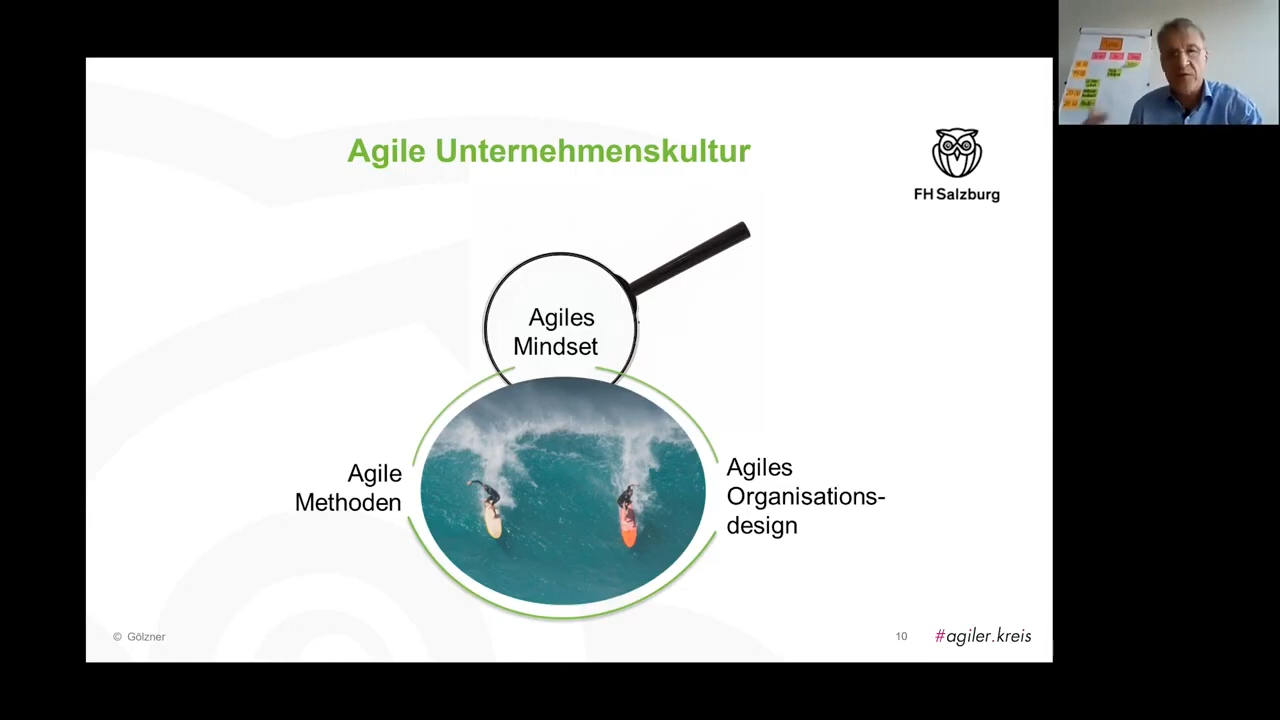 Agile Unternehmenskultur
FH Salzburg
Agiles
Mindset
Agile
Methoden
Agiles
Organisations-
design
© Gölzner
10
#agiler.kreis